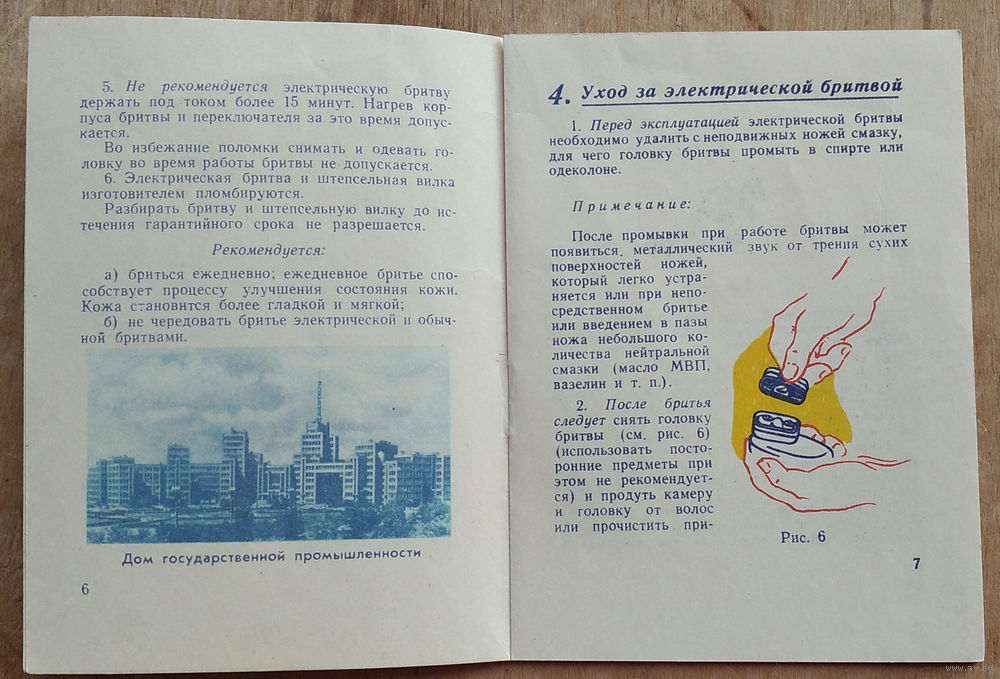 5. Не рекомендуется электрическую бритву
держать под током более 15 минут. Нагрев кор-
пуса бритвы и переключателя за это время допус-
кается.
Во избежание поломки снимать и одевать го-
ловку во время работы бритвы не допускается.
6. Электрическая бритва и штепсельная вилка
изготовителем пломбируются.
Разбирать бритву и штепсельную вилку до ис-
течения гарантийного срока не разрешается.
Рекомендуется:
а) бриться ежедневно; ежедневное бритье спо-
собствует процессу улучшения состояния кожи.
Кожа становится более гладкой и мягкой;
б) не чередовать бритье электрической и обыч-
ной бритвами.
Дом государственной промышленности
6
4. Уход за электрической бритвой
1. Перед эксплуатацией электрической бритвы
необходимо удалить с неподвижных ножей смазку,
для чего головку бритвы промыть в спирте или
одеколоне.
Примечание:
После промывки при работе бритвы может
появиться. металлический звук от трения сухих
поверхностей ножей,
который легко устра-
няется или при непо-
средственном бритье
или введением в пазы
ножа небольшого ко-
личества нейтральной
смазки (масло МВП,
вазелин и т. п.).
2. После бритья
следует снять головку
бритвы (см. рис. 6)
(использовать посто-
ронние предметы при
этом не рекомендует-
ся) и продуть камеру
и головку от волос
или прочистить при-
Рис. 6
7